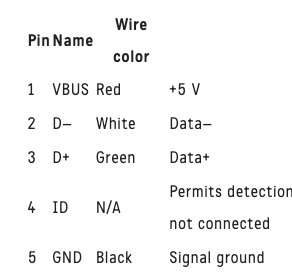 Wire
Pin Name
color
1 VBUS Red +5 V
2 D− White Data−
3 D+ Green Data+
Permits detection
4 ID N/A
not connected
5 GND Black Signal ground